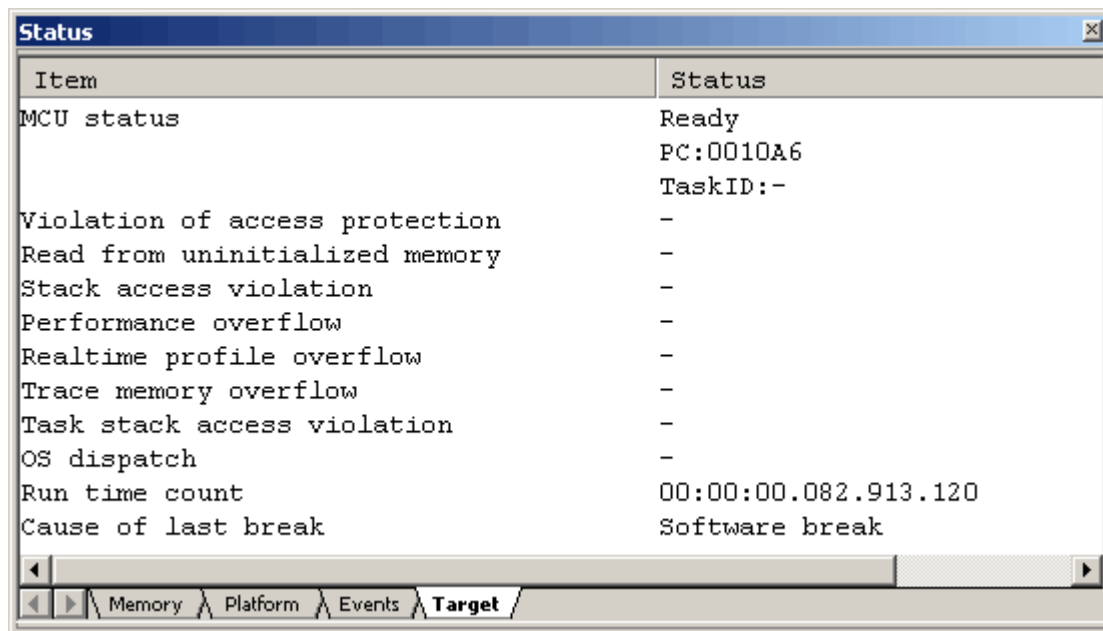 Status
Item Status
MCU status Ready
PC:0010A6
TaskID:-
Violation of access protection -
Read from uninitialized memory -
Stack access violation -
Performance overflow -
Realtime profile overflow -
Trace memory overflow -
Task stack access violation -
OS dispatch -
Run time count 00:00:00.082.913.120
Cause of last break Software break
Memory Platform Events Target